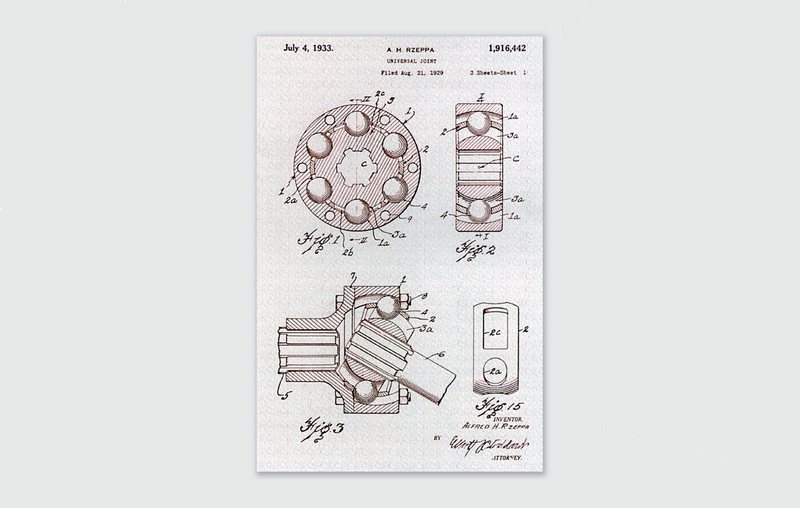 July 4, 1933.
A. H. RZEPPA
1,916,442
UNIVERSAL JOINT
Filed Aug. 21, 1929
3 Sheets-Sheet 1
II
2c
3
1
2
C
1
2a
4
9
3a
1a
2b
II
Fig. 1
I
1a
2
3a
C
3a
4
1a
I
Fig. 2
7
1
8
4
2
3a
6
5
Fig. 3
2c
2
2a
Fig. 15
INVENTOR.
ALFRED H. RZEPPA
BY
ATTORNEY.